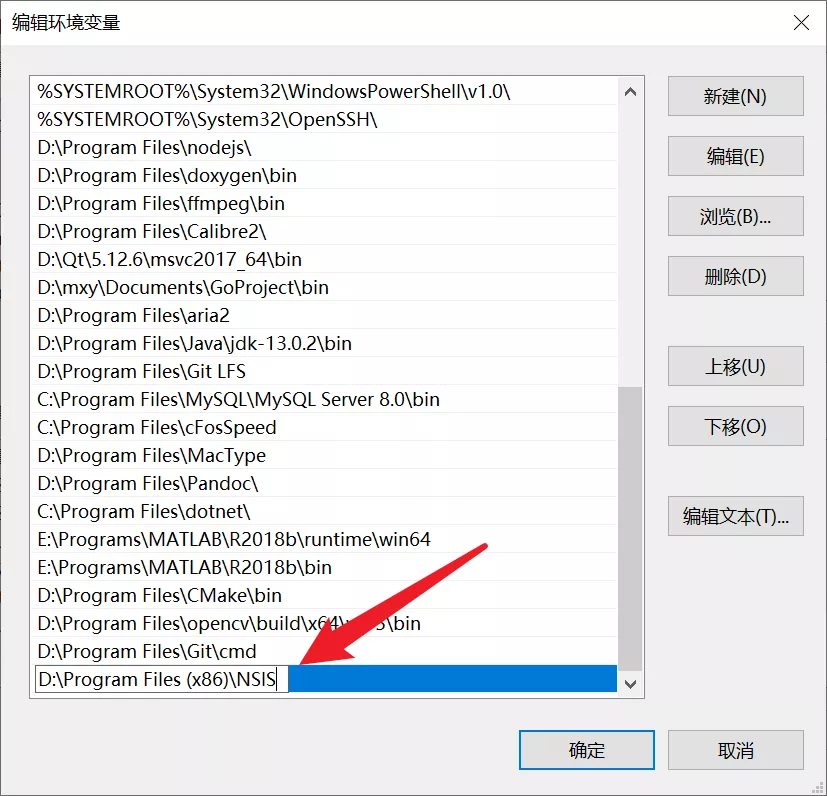 编辑环境变量
%SYSTEMROOT%\System32\WindowsPowerShell\v1.0\
新建(N)
%SYSTEMROOT%\System32\OpenSSH\
D:\Program Files\nodejs\
编辑(E)
D:\Program Files\doxygen\bin
D:\Program Files\ffmpeg\bin
浏览(B)...
D:\Program Files\Calibre2\
D:\Qt\5.12.6\msvc2017_64\bin
删除(D)
D:\mxy\Documents\GoProject\bin
D:\Program Files\aria2
D:\Program Files\Java\jdk-13.0.2\bin
上移(U)
D:\Program Files\Git LFS
C:\Program Files\MySQL\MySQL Server 8.0\bin
下移(O)
C:\Program Files\cFosSpeed
D:\Program Files\MacType
D:\Program Files\Pandoc\
C:\Program Files\dotnet\
编辑文本(T)...
E:\Programs\MATLAB\R2018b\runtime\win64
E:\Programs\MATLAB\R2018b\bin
D:\Program Files\CMake\bin
D:\Program Files\opencv\build\x64\ \bin
D:\Program Files\Git\cmd
D:\Program Files (x86)\NSIS
确定
取消